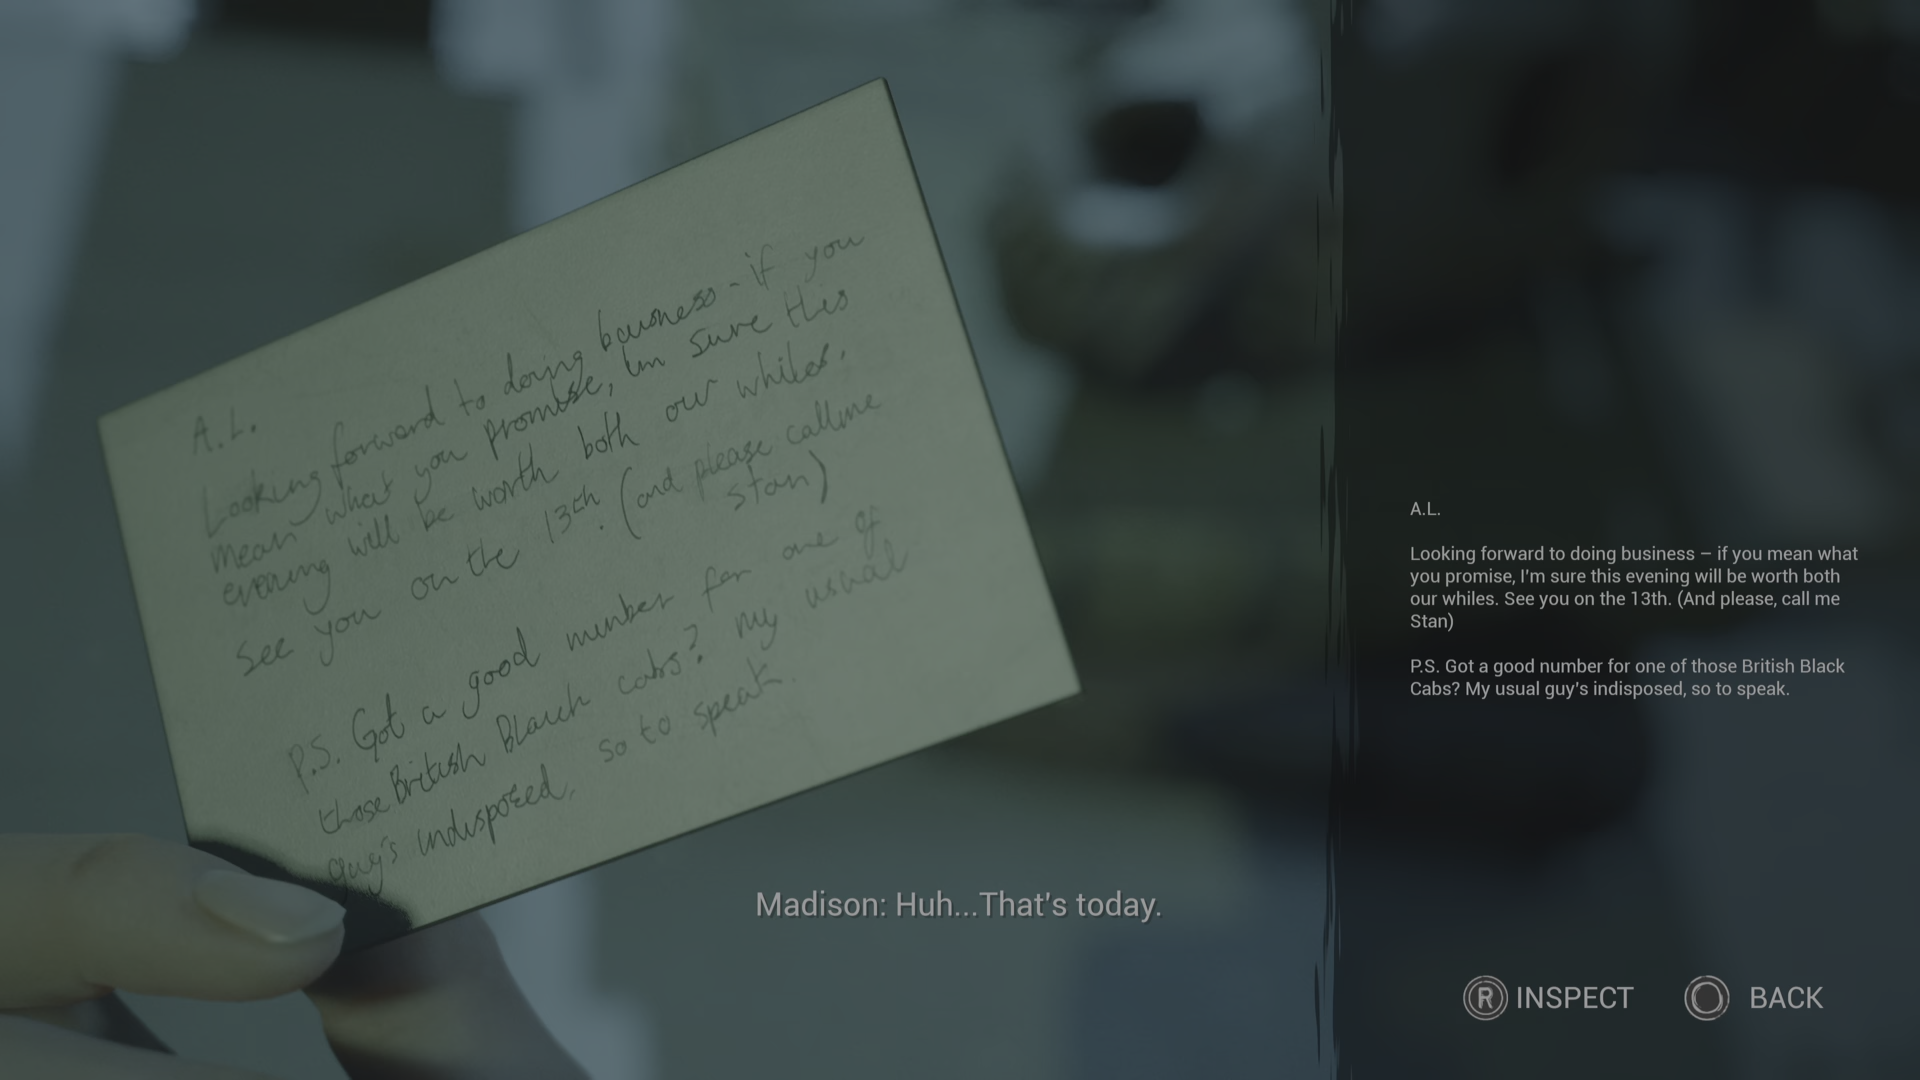 A.L.
Looking forward to doing business - if you
mean what you promise, I'm sure this
evening will be worth both our whiles.
See you on the 13th. (and please call me
Stan)
P.S. Got a good number for one of
those British Black cabs? My usual
guy's indisposed, so to speak.
A.L.
Looking forward to doing business – if you mean what
you promise, I'm sure this evening will be worth both
our whiles. See you on the 13th. (And please, call me
Stan)
P.S. Got a good number for one of those British Black
Cabs? My usual guy's indisposed, so to speak.
Madison: Huh...That's today.
R INSPECT
BACK